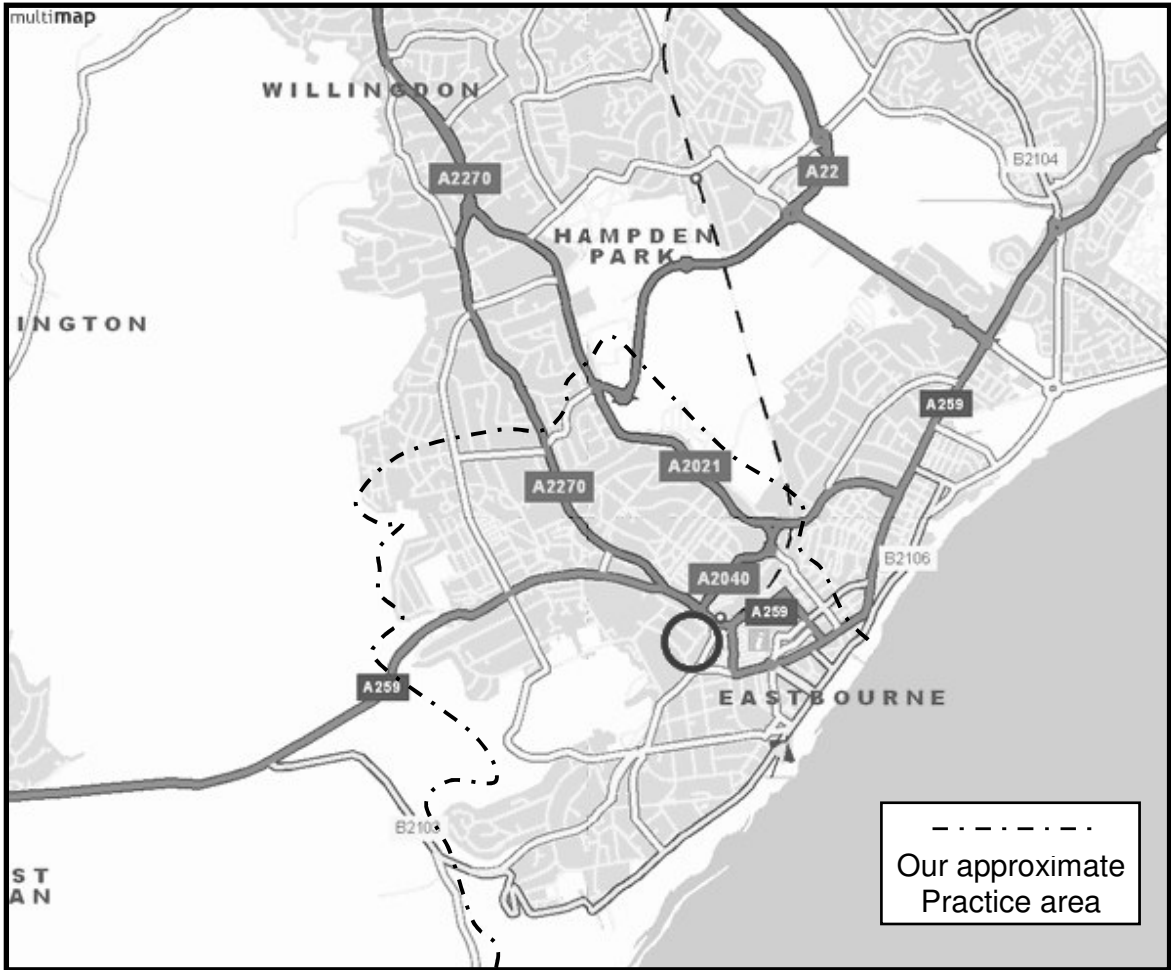 multimap
WILLINGDON
B2104
A2270
A22
HAMPDEN
PARK
INGTON
A259
A2021
A2270
B2106
A2040
A259
i
A259
EASTBOURNE
B2103
ST
AN
Our approximate
Practice area